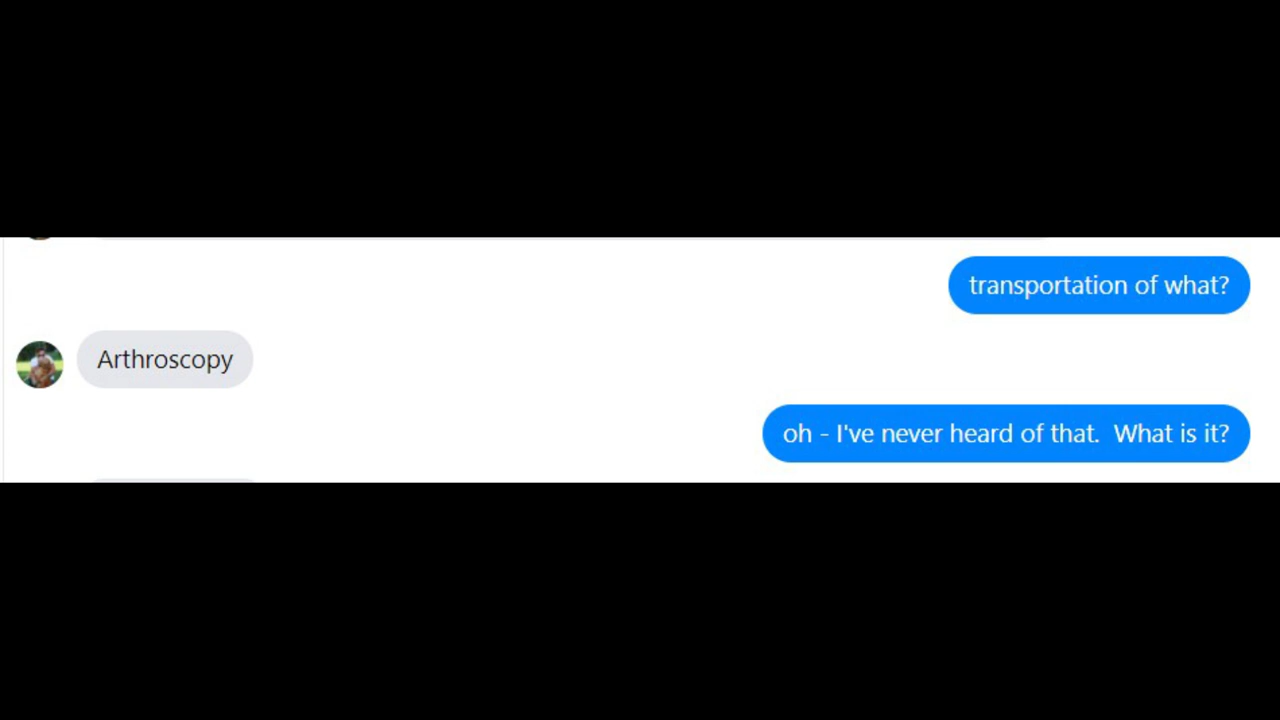 transportation of what?
Arthroscopy
oh - I've never heard of that.  What is it?